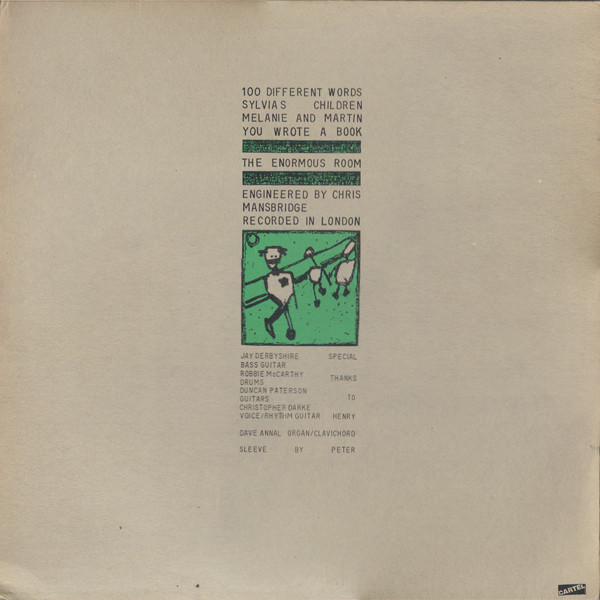 100 DIFFERENT WORDS
SYLVIAS CHILDREN
MELANIE AND MARTIN
YOU WROTE A BOOK
THE ENORMOUS ROOM
ENGINEERED BY CHRIS
MANSBRIDGE
RECORDED IN LONDON
JAY DERBYSHIRE
BASS GUITAR
ROBBIE McCARTHY
DRUMS
DUNCAN PATERSON
GUITARS
CHRISTOPHER DARKE
VOICE/RHYTHM GUITAR
SPECIAL
THANKS
TO
HENRY
DAVE ANNAL ORGAN/CLAVICHORD
SLEEVE BY PETER
CARTEL